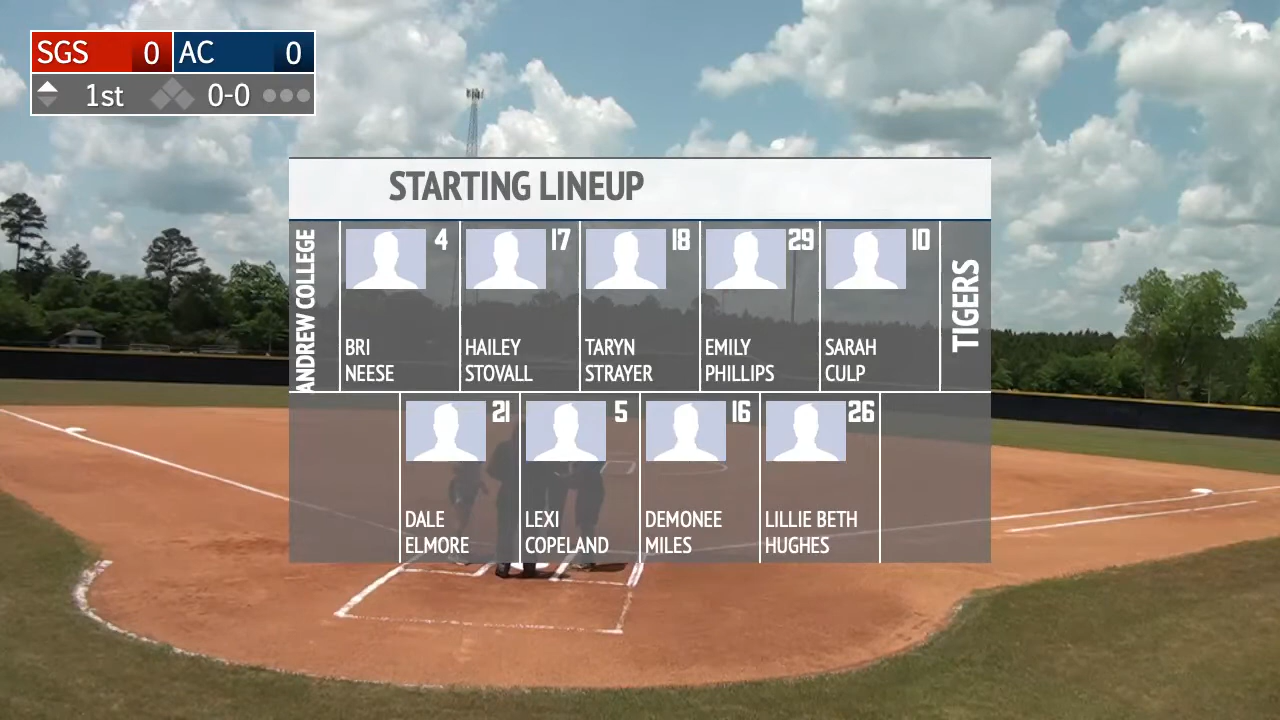 SGS 0 AC 0
1st 0-0
STARTING LINEUP
ANDREW COLLEGE
4 17 18 29 10
BRI HAILEY TARYN EMILY SARAH
NEESE STOVALL STRAYER PHILLIPS CULP
TIGERS
21 5 16 26
DALE LEXI DEMONEE LILLIE BETH
ELMORE COPELAND MILES HUGHES